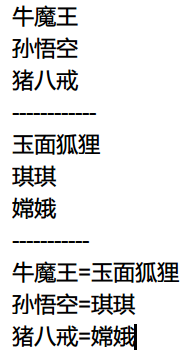 牛魔王
孙悟空
猪八戒
------------
玉面狐狸
琪琪
嫦娥
-----------
牛魔王=玉面狐狸
孙悟空=琪琪
猪八戒=嫦娥